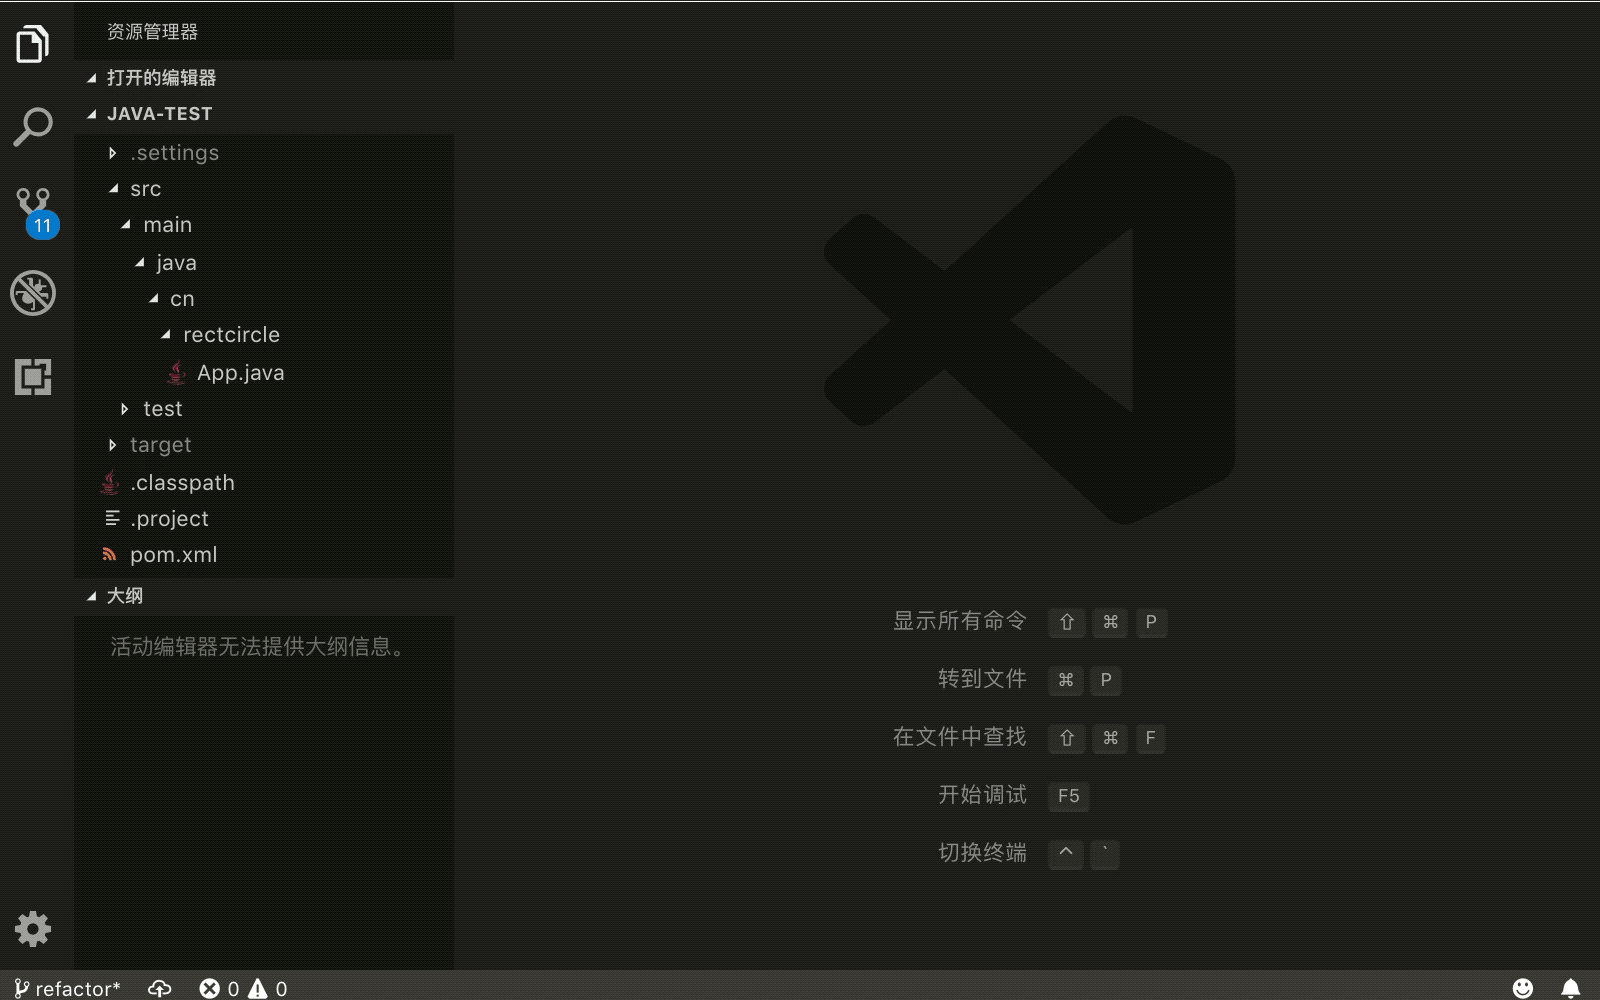 资源管理器
打开的编辑器
JAVA-TEST
.settings
src
11
main
java
cn
rectcircle
App.java
test
target
.classpath
.project
pom.xml
大纲
活动编辑器无法提供大纲信息。
显示所有命令 ⇧ ⌘ P
转到文件 ⌘ P
在文件中查找 ⇧ ⌘ F
开始调试 F5
切换终端 ^ `
refactor* 0 0